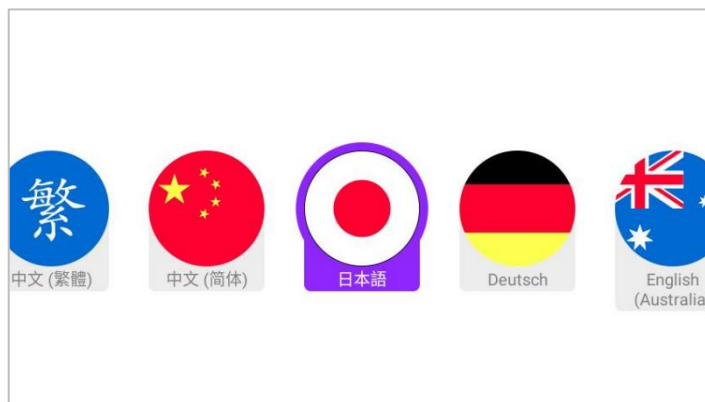 繁
中文 (繁體)
中文 (简体)
日本語
Deutsch
English
(Australia